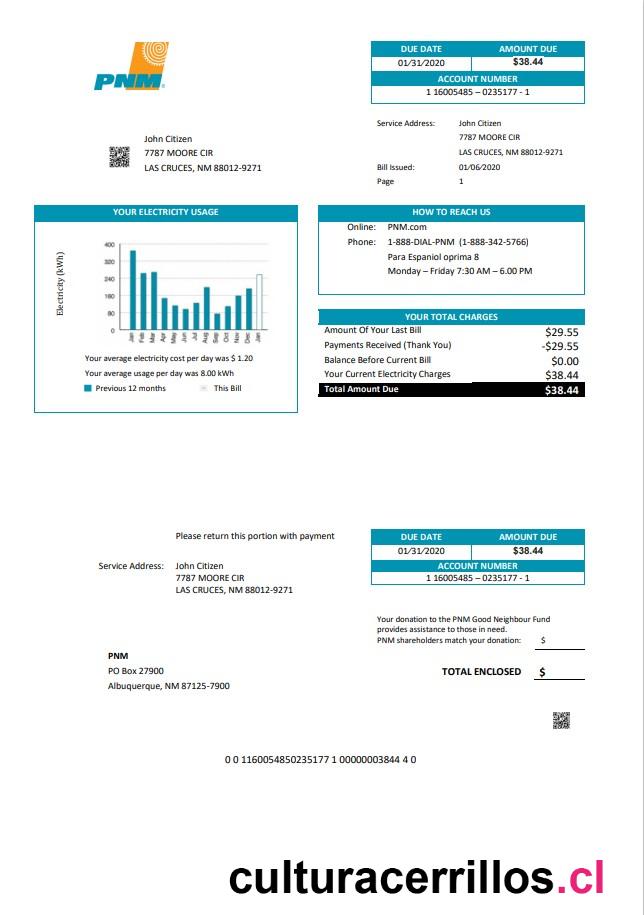 PNM
DUE DATE AMOUNT DUE
01/31/2020 $38.44
ACCOUNT NUMBER
1 16005485 – 0235177 - 1
John Citizen
7787 MOORE CIR
LAS CRUCES, NM 88012-9271
Service Address: John Citizen
7787 MOORE CIR
LAS CRUCES, NM 88012-9271
Bill Issued: 01/06/2020
Page 1
YOUR ELECTRICITY USAGE
Electricity (kWh)
400
320
240
160
80
0
Jan Feb Mar Apr May Jun Jul Aug Sep Oct Nov Dec Jan
Your average electricity cost per day was $ 1.20
Your average usage per day was 8.00 kWh
Previous 12 months This Bill
HOW TO REACH US
Online: PNM.com
Phone: 1-888-DIAL-PNM (1-888-342-5766)
Para Espaniol oprima 8
Monday – Friday 7:30 AM – 6.00 PM
YOUR TOTAL CHARGES
Amount Of Your Last Bill $29.55
Payments Received (Thank You) -$29.55
Balance Before Current Bill $0.00
Your Current Electricity Charges $38.44
Total Amount Due $38.44
Please return this portion with payment
Service Address: John Citizen
7787 MOORE CIR
LAS CRUCES, NM 88012-9271
DUE DATE AMOUNT DUE
01/31/2020 $38.44
ACCOUNT NUMBER
1 16005485 – 0235177 - 1
Your donation to the PNM Good Neighbour Fund
provides assistance to those in need.
PNM shareholders match your donation: $
PNM
PO Box 27900
Albuquerque, NM 87125-7900
TOTAL ENCLOSED $
0 0 1160054850235177 1 00000003844 4 0
culturacerrillos.cl